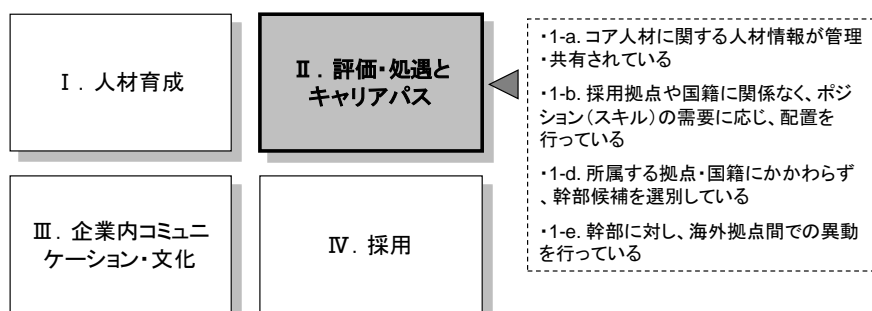 Ⅰ．人材育成
Ⅱ．評価・処遇と
キャリアパス
・1-a. コア人材に関する人材情報が管理
・共有されている
・1-b. 採用拠点や国籍に関係なく、ポジ
ション（スキル）の需要に応じ、配置を
行っている
・1-d. 所属する拠点・国籍にかかわらず
、幹部候補を選別している
・1-e. 幹部に対し、海外拠点間での異動
を行っている
Ⅲ．企業内コミュニ
ケーション・文化
Ⅳ．採用